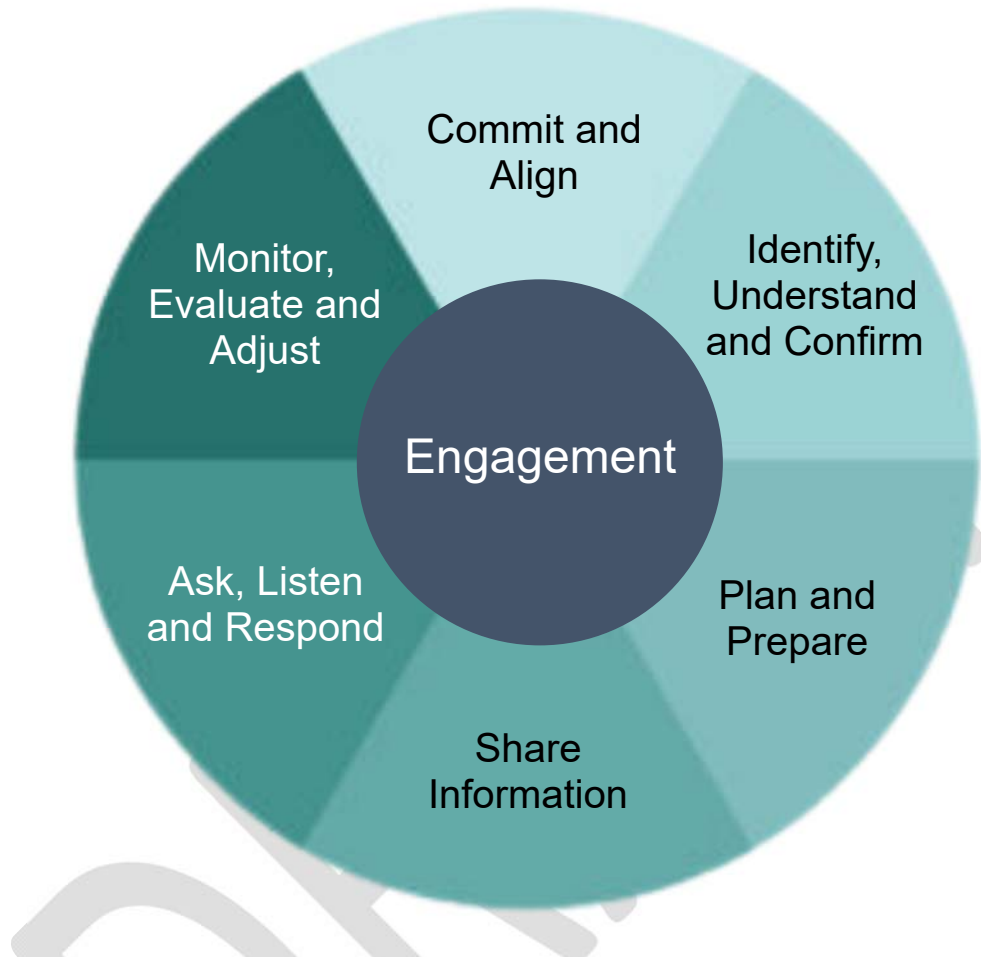 Commit and
Align
Identify,
Understand
and Confirm
Plan and
Prepare
Share
Information
Ask, Listen
and Respond
Monitor,
Evaluate and
Adjust
Engagement